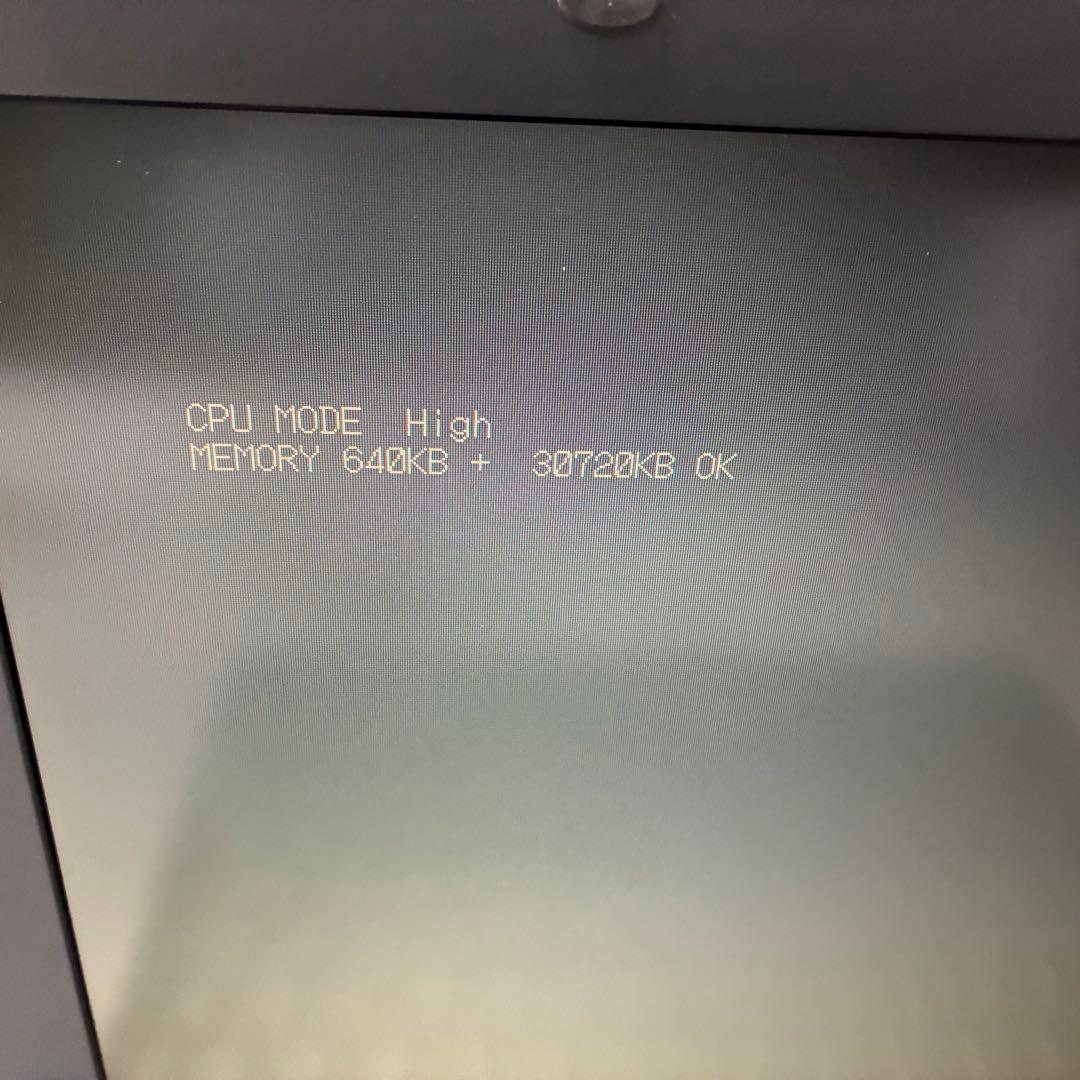 CPU MODE  High
MEMORY 640KB +  30720KB OK